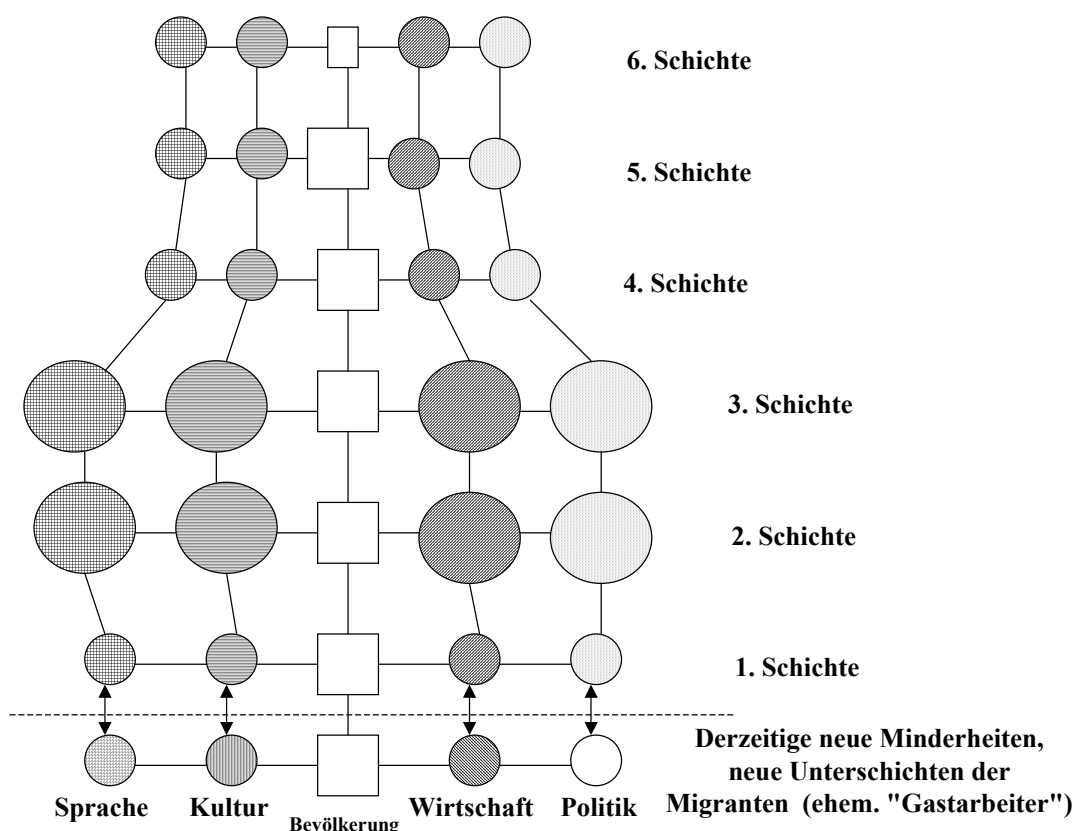 6. Schichte
5. Schichte
4. Schichte
3. Schichte
2. Schichte
1. Schichte
Derzeitige neue Minderheiten,
neue Unterschichten der
Migranten (ehem. "Gastarbeiter")
Sprache Kultur Bevölkerung Wirtschaft Politik